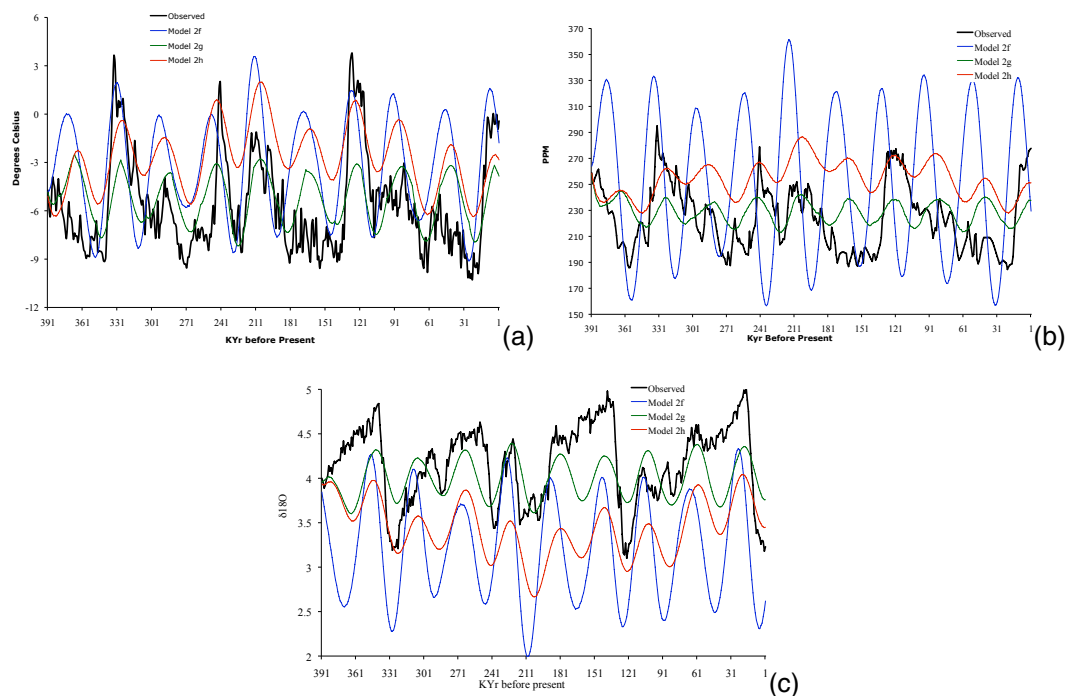 6
3
0
-3
-6
-9
-12
Degrees Celsius
Observed
Model 2f
Model 2g
Model 2h
391 361 331 301 271 241 211 181 151 121 91 61 31 1
KYr before Present
(a)
370
350
330
310
290
270
250
230
210
190
170
150
PPM
Observed
Model 2f
Model 2g
Model 2h
391 361 331 301 271 241 211 181 151 121 91 61 31 1
Kyr Before Present
(b)
5
4.5
4
3.5
3
2.5
2
δ18O
Observed
Model 2f
Model 2g
Model 2h
391 361 331 301 271 241 211 181 151 121 91 61 31 1
KYr before present
(c)